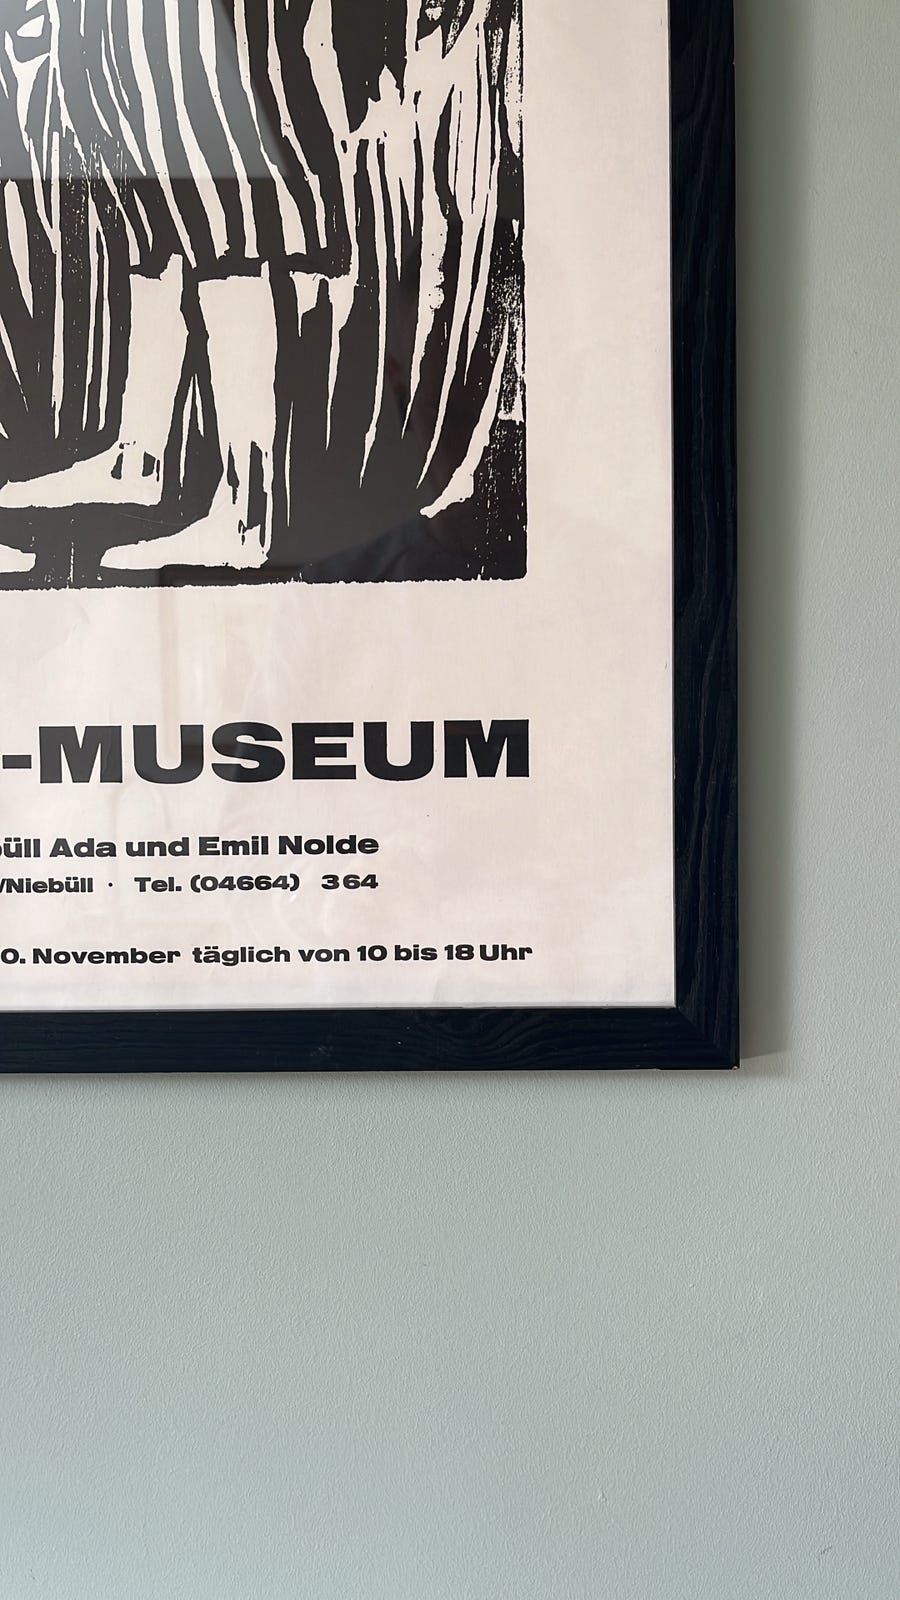 -MUSEUM
büll Ada und Emil Nolde
/Niebüll · Tel. (04664) 364
0. November täglich von 10 bis 18 Uhr